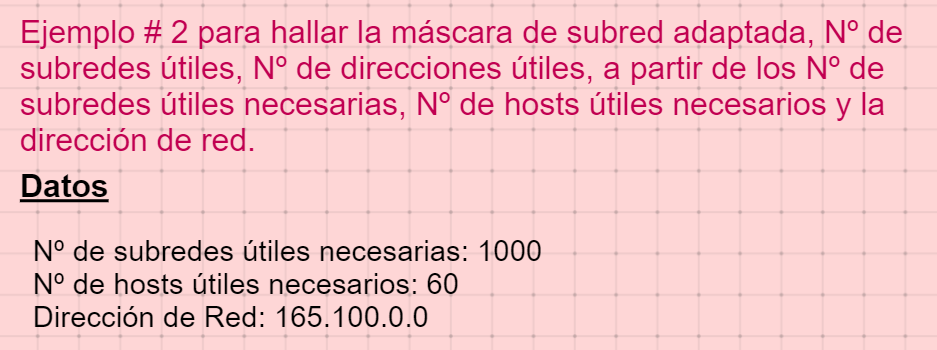 Ejemplo # 2 para hallar la máscara de subred adaptada, Nº de
subredes útiles, Nº de direcciones útiles, a partir de los Nº de
subredes útiles necesarias, Nº de hosts útiles necesarios y la
dirección de red.
Datos
Nº de subredes útiles necesarias: 1000
Nº de hosts útiles necesarios: 60
Dirección de Red: 165.100.0.0